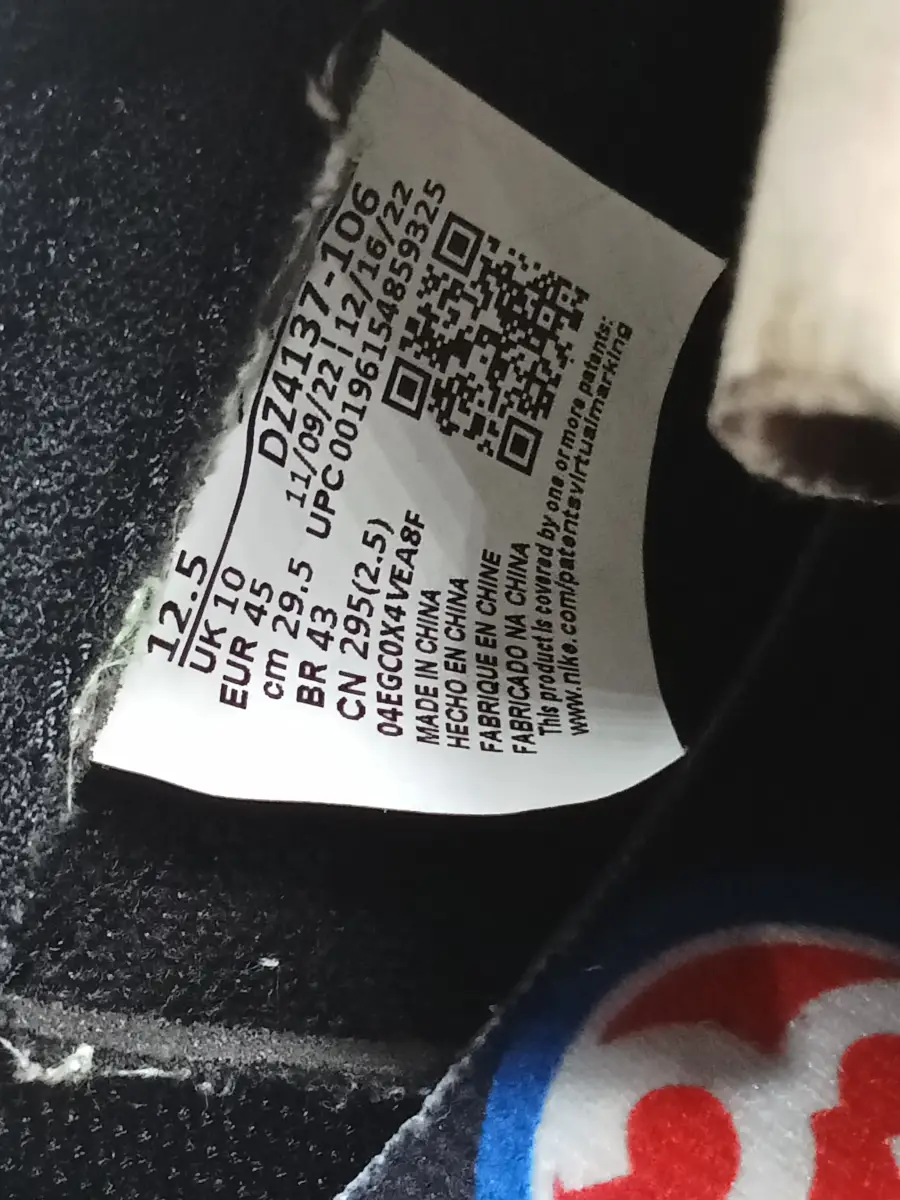 12.5
UK 10
EUR 45
cm 29.5
BR 43
CN 295(2.5)
DZ4137-106
11/09/22|12/16/22
UPC00196154859325
04EGC0X4VEA8F
MADE IN CHINA
HECHO EN CHINA
FABRIQUE EN CHINE
FABRICADO NA CHINA
This product is covered by one or more patents:
www.nike.com/patentsvirtualmarking